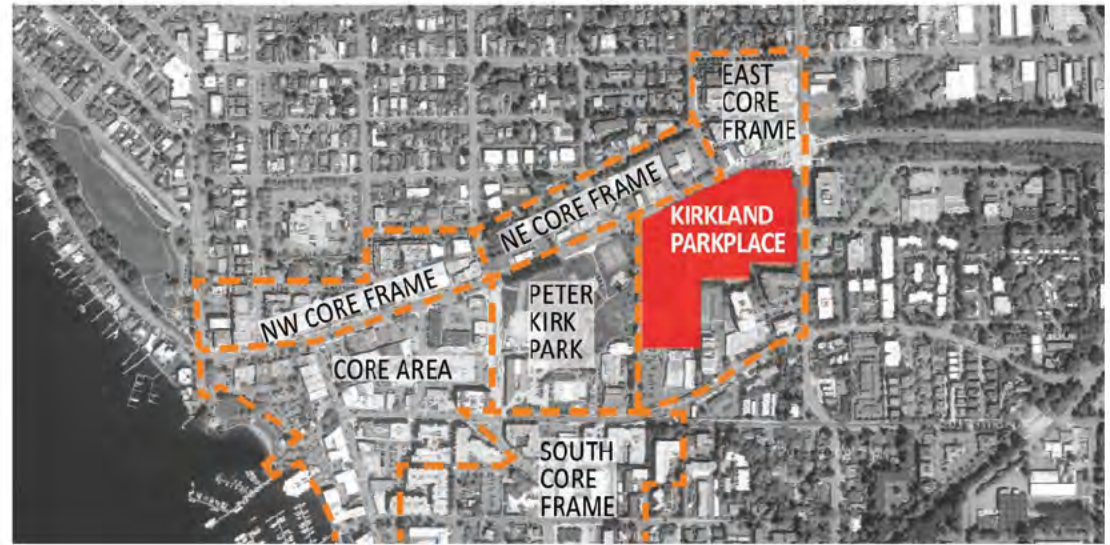 EAST
CORE
FRAME
NE CORE FRAME
KIRKLAND
PARKPLACE
NW CORE FRAME
PETER
KIRK
PARK
CORE AREA
SOUTH
CORE
FRAME